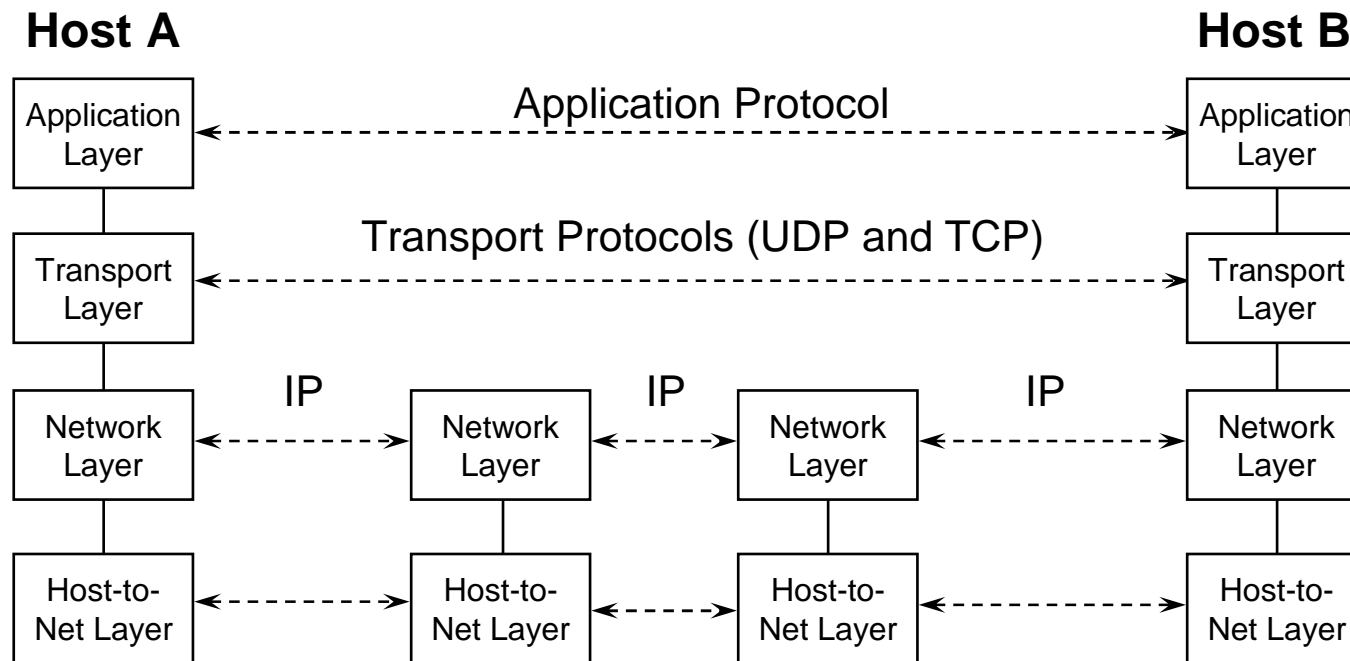 Host A
Host B
Application
Layer
Application Protocol
Application
Layer
Transport
Layer
Transport Protocols (UDP and TCP)
Transport
Layer
IP
IP
IP
Network
Layer
Network
Layer
Network
Layer
Network
Layer
Host-to-
Net Layer
Host-to-
Net Layer
Host-to-
Net Layer
Host-to-
Net Layer